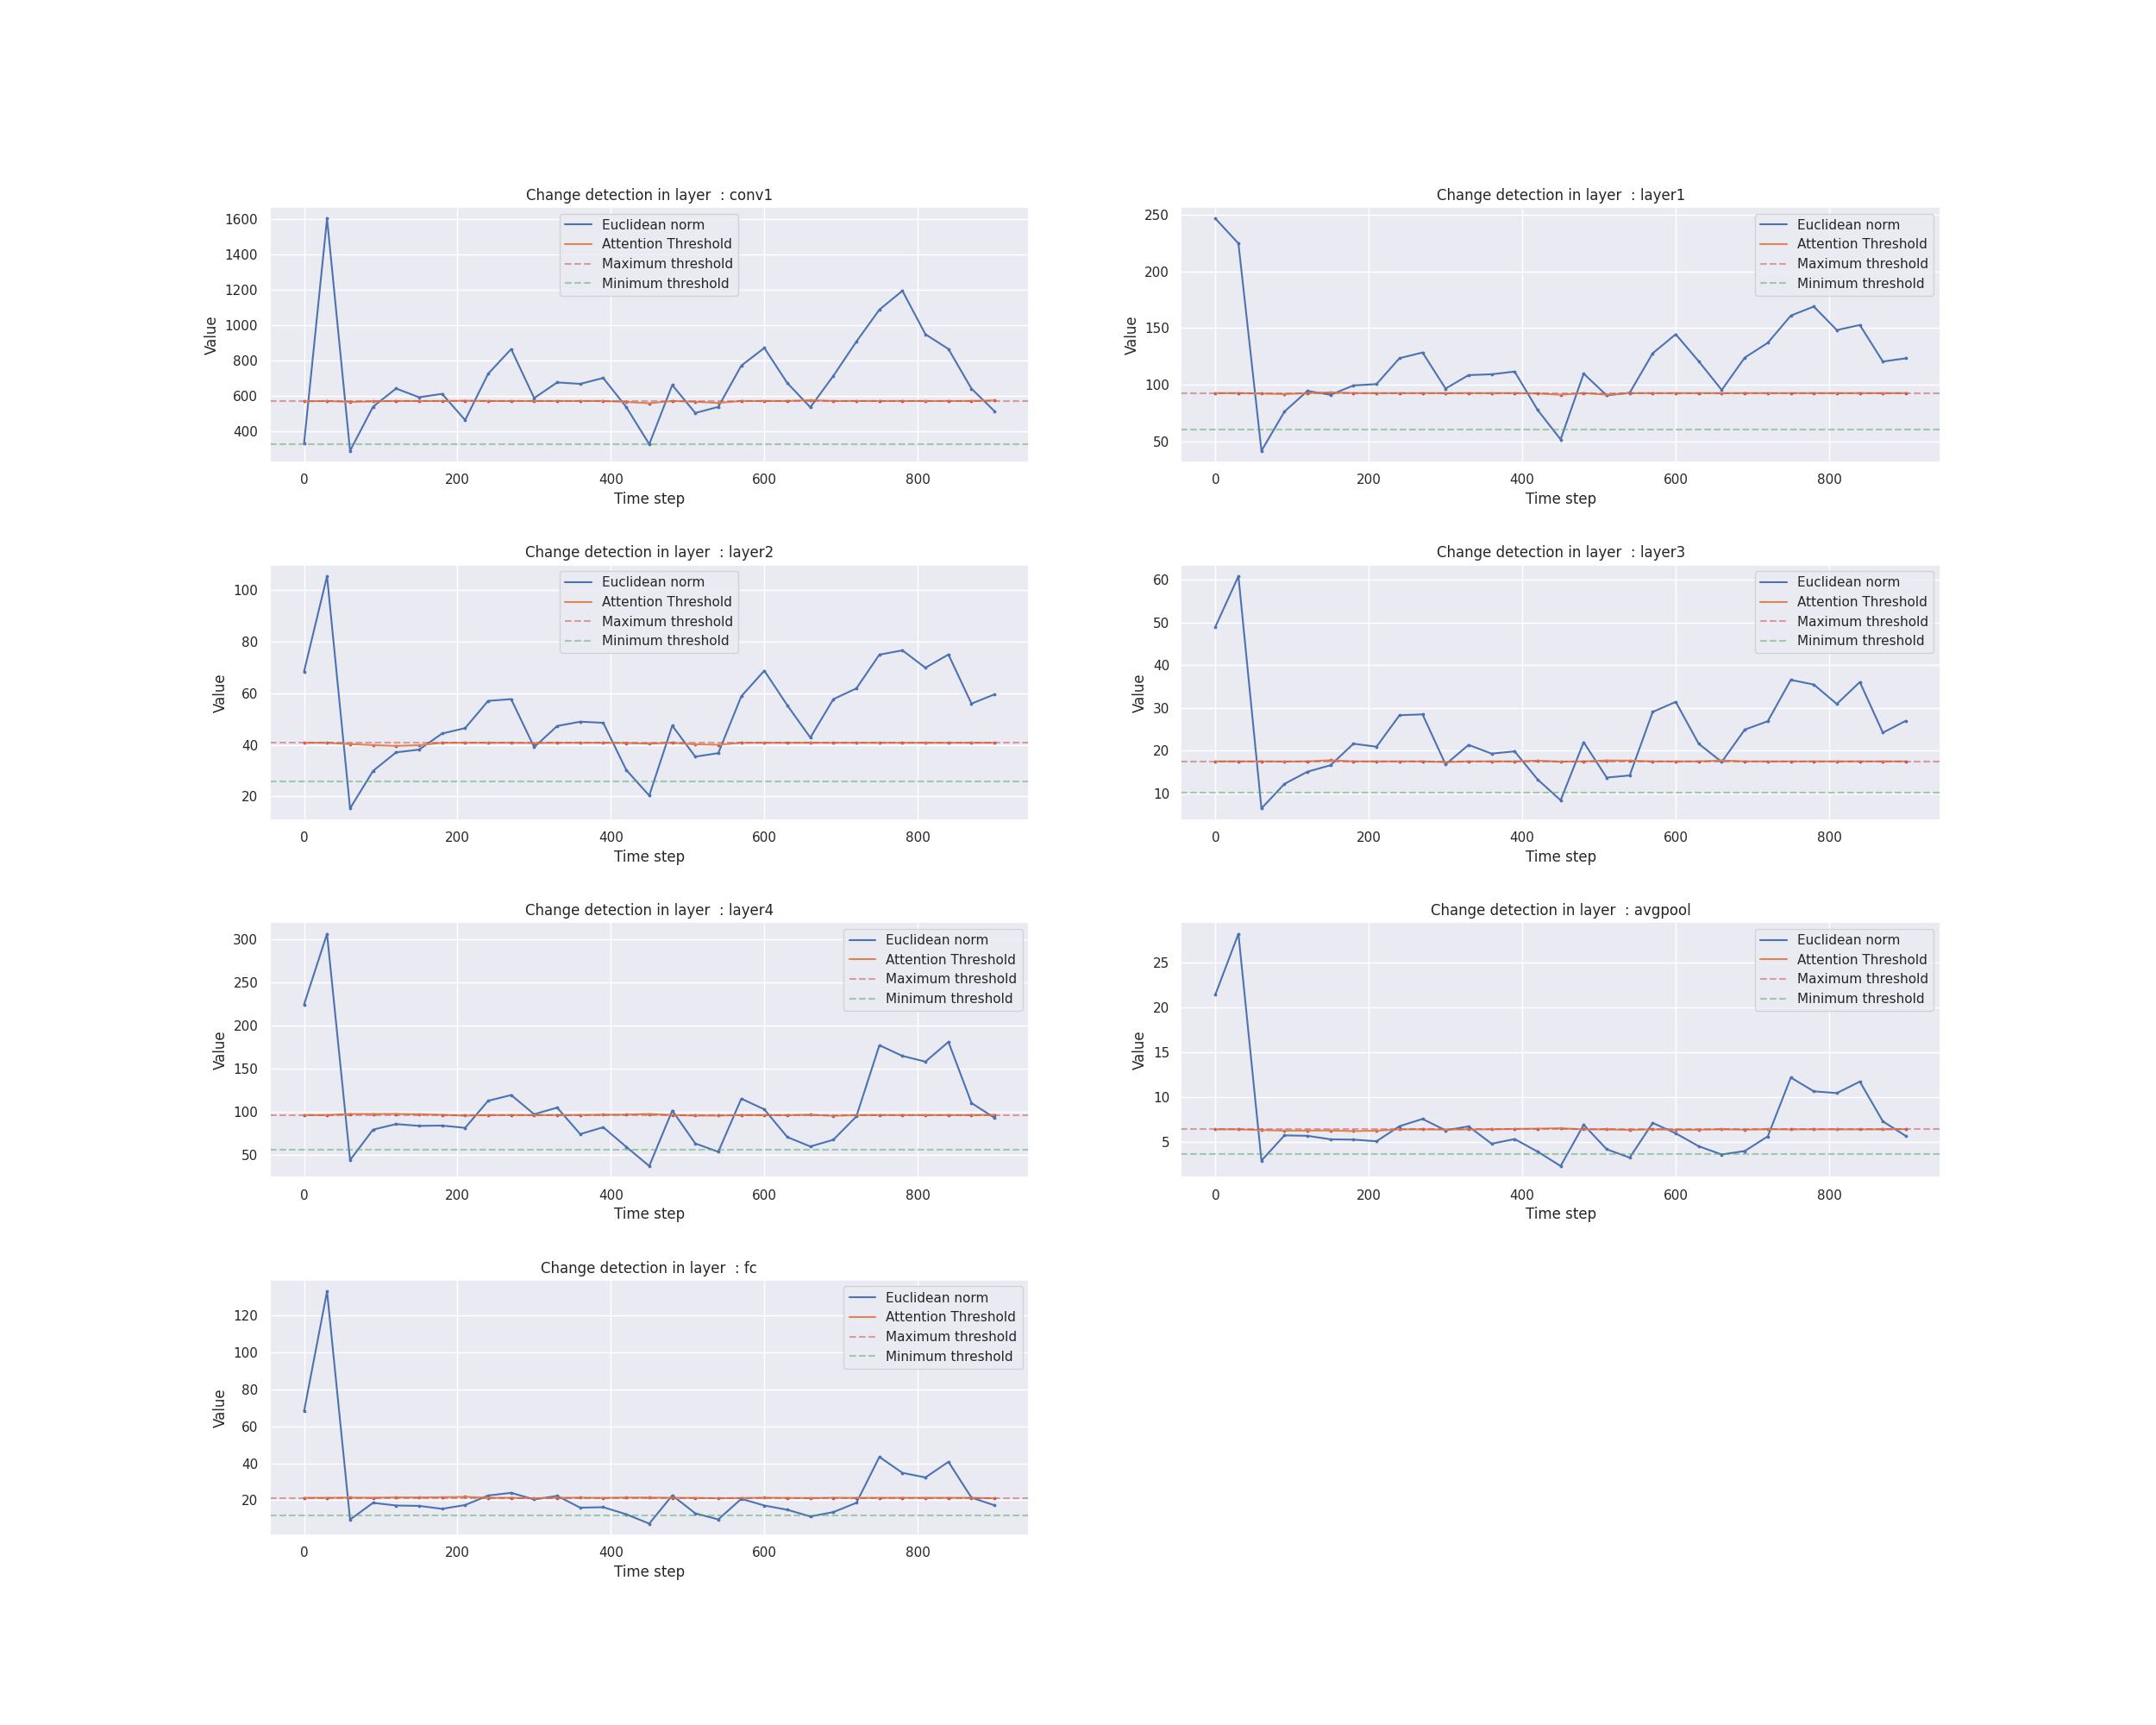 Change detection in layer : conv1
Value
1600
1400
1200
1000
800
600
400
Euclidean norm
Attention Threshold
Maximum threshold
Minimum threshold
0 200 400 600 800
Time step
Change detection in layer : layer1
Value
250
200
150
100
50
Euclidean norm
Attention Threshold
Maximum threshold
Minimum threshold
0 200 400 600 800
Time step
Change detection in layer : layer2
Value
100
80
60
40
20
Euclidean norm
Attention Threshold
Maximum threshold
Minimum threshold
0 200 400 600 800
Time step
Change detection in layer : layer3
Value
60
50
40
30
20
10
Euclidean norm
Attention Threshold
Maximum threshold
Minimum threshold
0 200 400 600 800
Time step
Change detection in layer : layer4
Value
300
250
200
150
100
50
Euclidean norm
Attention Threshold
Maximum threshold
Minimum threshold
0 200 400 600 800
Time step
Change detection in layer : avgpool
Value
25
20
15
10
5
Euclidean norm
Attention Threshold
Maximum threshold
Minimum threshold
0 200 400 600 800
Time step
Change detection in layer : fc
Value
120
100
80
60
40
20
Euclidean norm
Attention Threshold
Maximum threshold
Minimum threshold
0 200 400 600 800
Time step